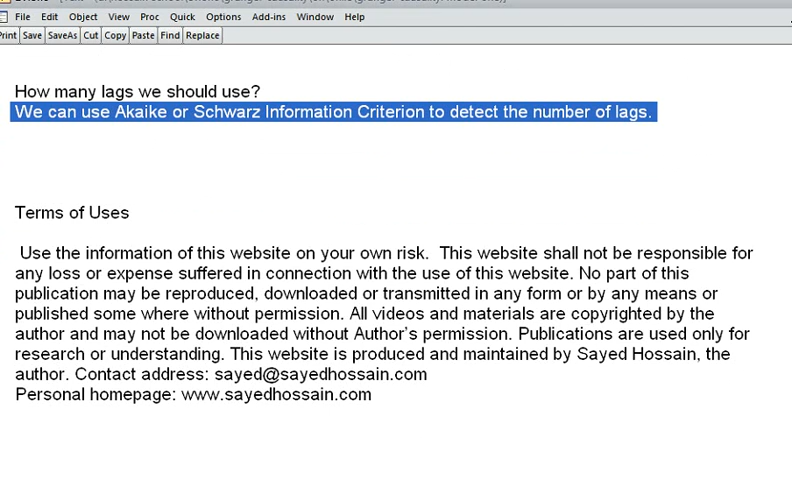 File Edit Object View Proc Quick Options Add-ins Window Help
Print Save SaveAs Cut Copy Paste Find Replace
How many lags we should use?
We can use Akaike or Schwarz Information Criterion to detect the number of lags.
Terms of Uses
Use the information of this website on your own risk. This website shall not be responsible for
any loss or expense suffered in connection with the use of this website. No part of this
publication may be reproduced, downloaded or transmitted in any form or by any means or
published some where without permission. All videos and materials are copyrighted by the
author and may not be downloaded without Author's permission. Publications are used only for
research or understanding. This website is produced and maintained by Sayed Hossain, the
author. Contact address: sayed@sayedhossain.com
Personal homepage: www.sayedhossain.com